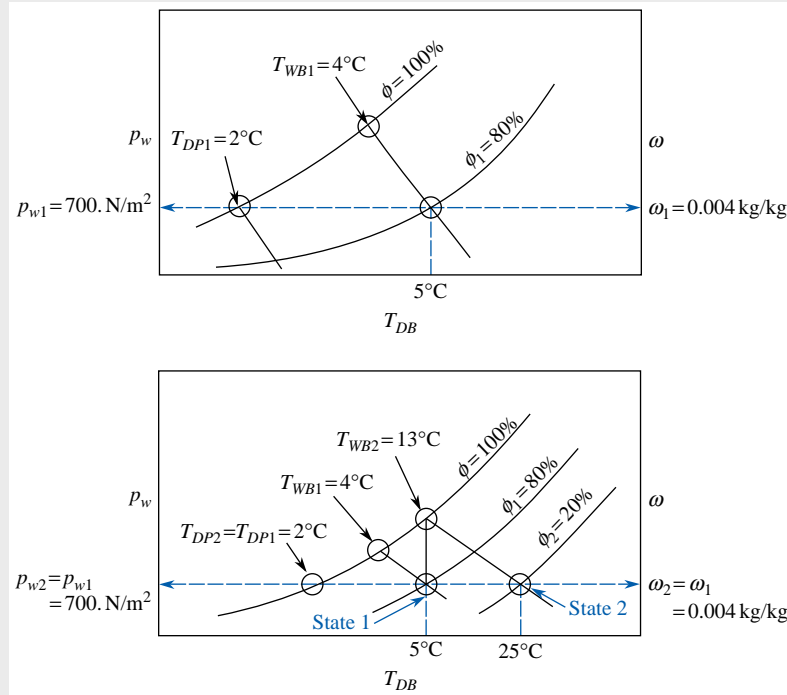 T_WB1 = 4°C
ϕ = 100%
p_w
T_DP1 = 2°C
ϕ_1 = 80%
ω
p_w1 = 700. N/m²
ω_1 = 0.004 kg/kg
5°C
T_DB
T_WB2 = 13°C
ϕ = 100%
T_WB1 = 4°C
ϕ_1 = 80%
p_w
ω
ϕ_2 = 20%
T_DP2 = T_DP1 = 2°C
p_w2 = p_w1
= 700. N/m²
ω_2 = ω_1
= 0.004 kg/kg
State 1
State 2
5°C
25°C
T_DB